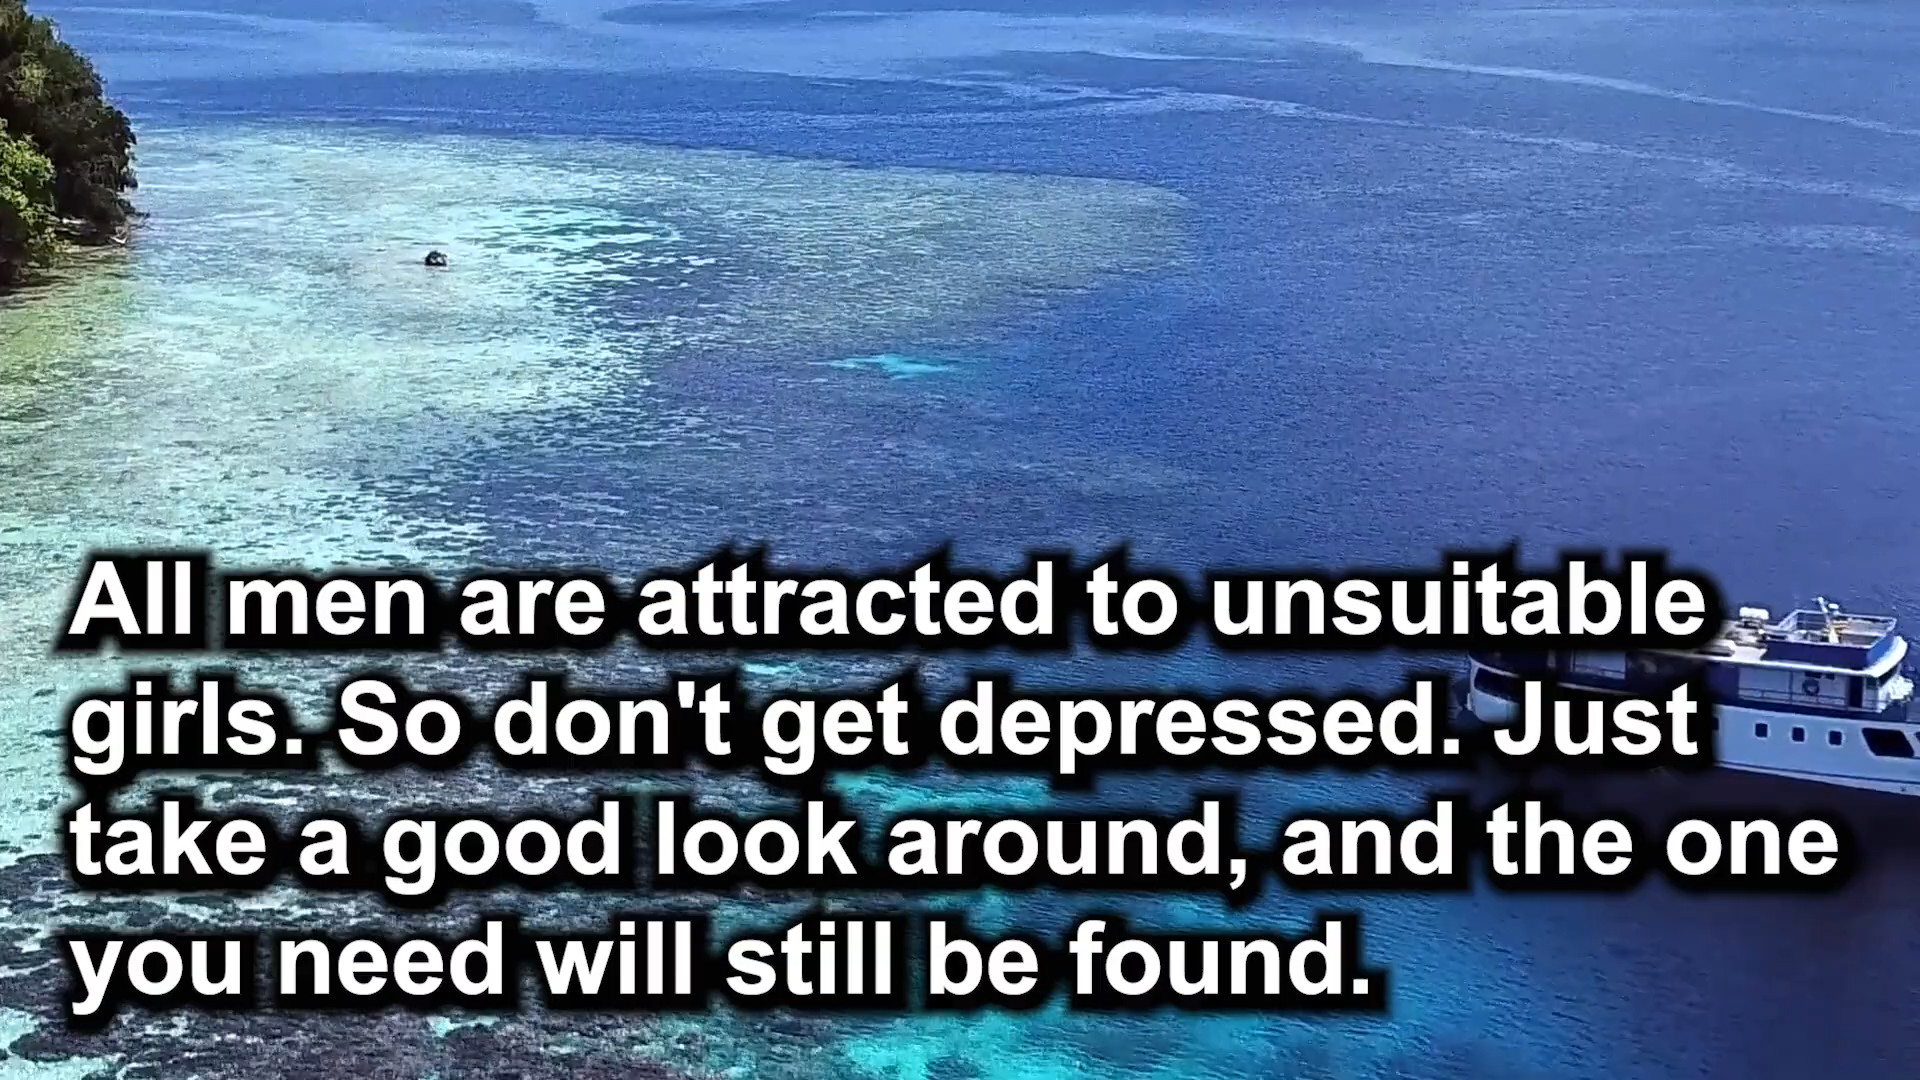 All men are attracted to unsuitable
girls. So don't get depressed. Just
take a good look around, and the one
you need will still be found.